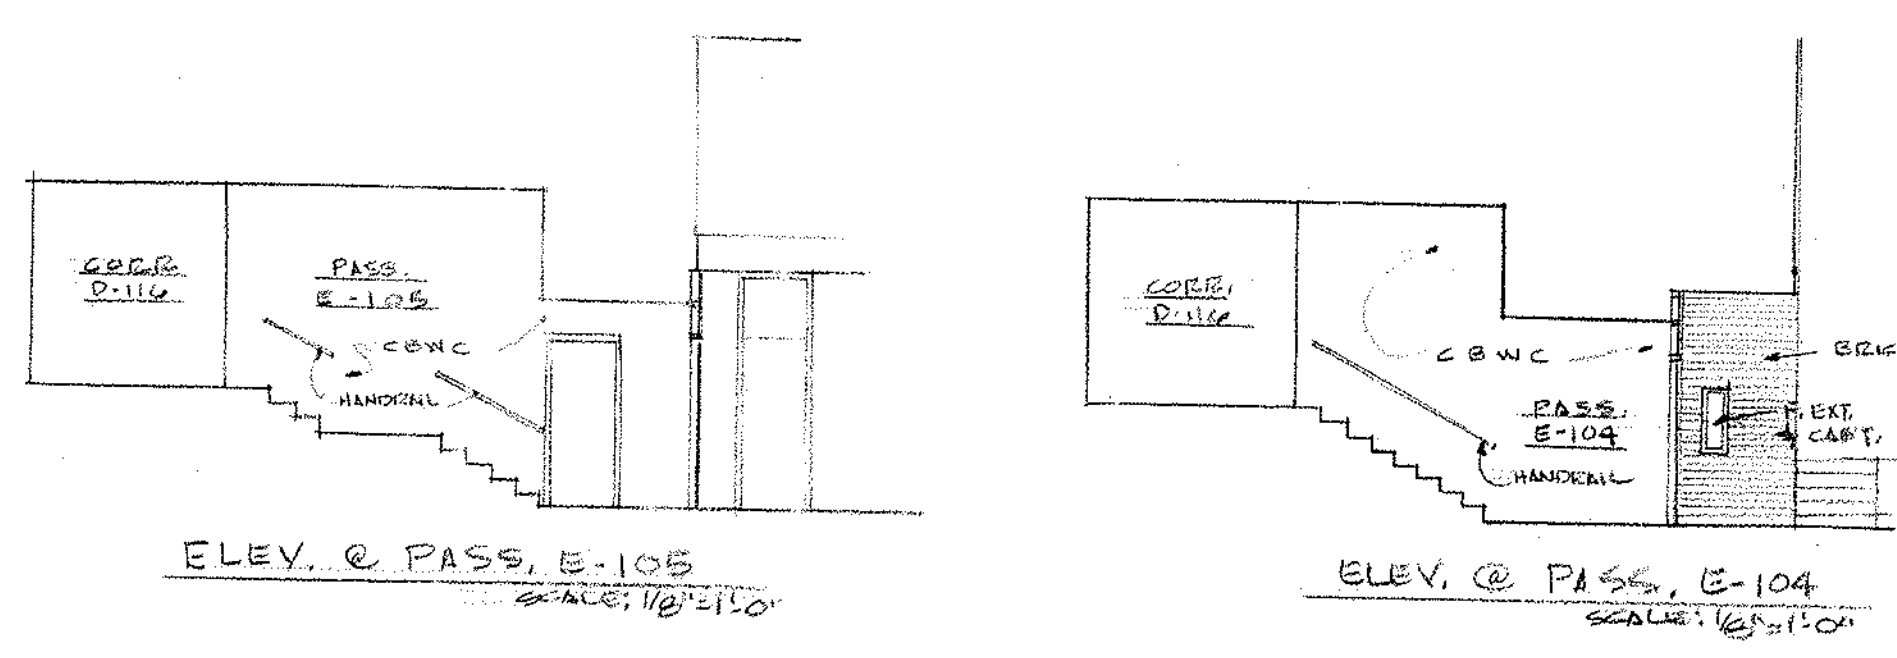 CORR.
D-116
PASS.
E-105
CBWC
HANDRAIL
ELEV. @ PASS. E-105
SCALE: 1/8"=1'-0"
CORR.
D-116
CBWC
PASS.
E-104
HANDRAIL
BRIC
F. EXT.
CAB'T.
ELEV. @ PASS. E-104
SCALE: 1/8"=1'-0"